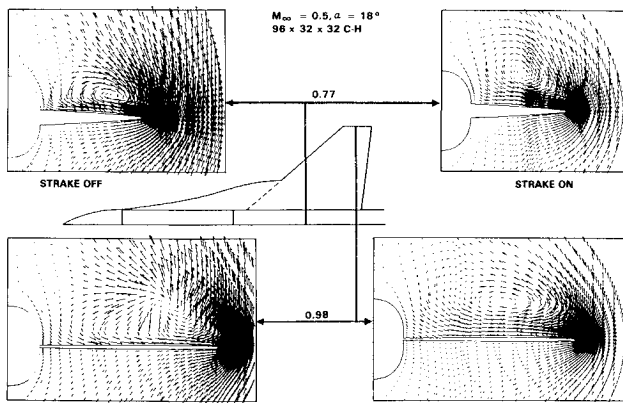 M∞ = 0.5, α = 18°
96 x 32 x 32 C-H
0.77
STRAKE OFF
STRAKE ON
0.98